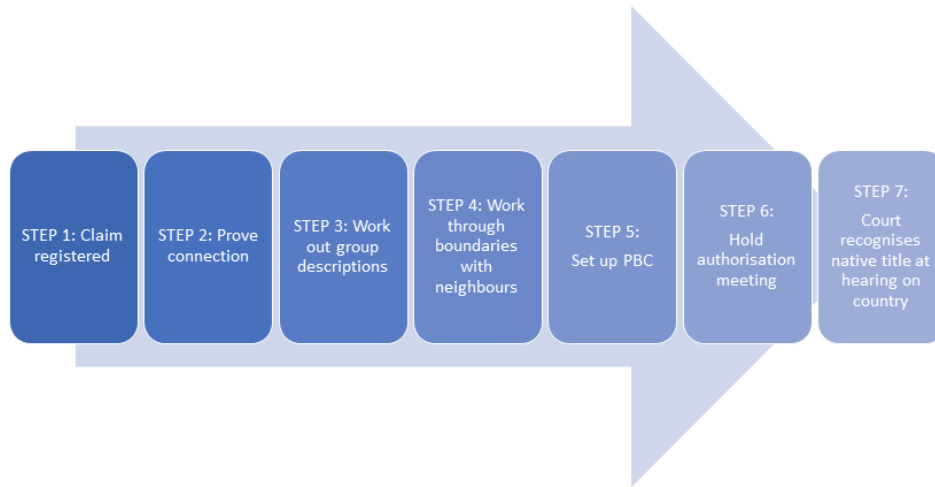 STEP 1: Claim
registered
STEP 2: Prove
connection
STEP 3: Work
out group
descriptions
STEP 4: Work
through
boundaries
with
neighbours
STEP 5:
Set up PBC
STEP 6:
Hold
authorisation
meeting
STEP 7:
Court
recognises
native title at
hearing on
country